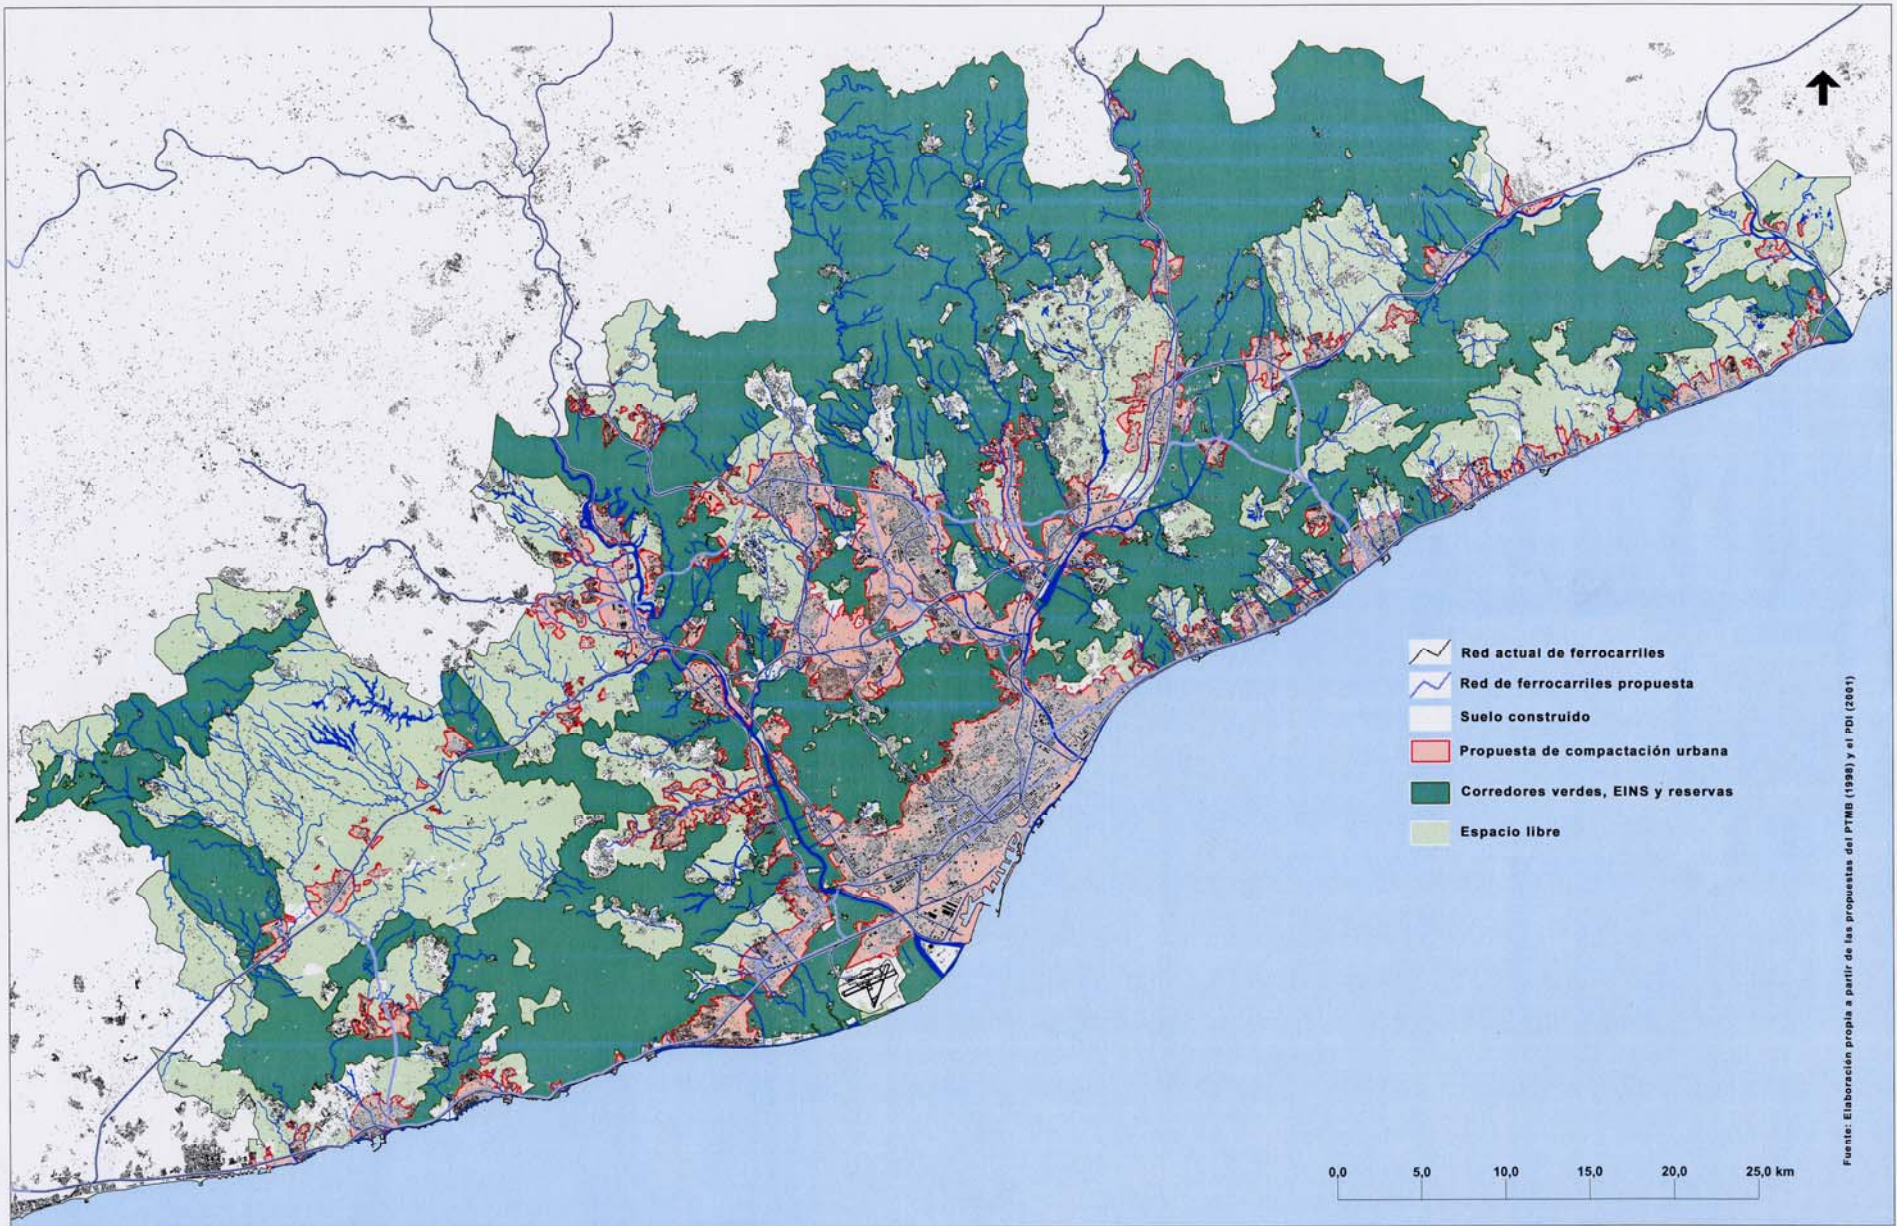 Red actual de ferrocarriles
Red de ferrocarriles propuesta
Suelo construido
Propuesta de compactación urbana
Corredores verdes, EINS y reservas
Espacio libre
Fuente: Elaboración propia a partir de las propuestas del PTMB (1998) y el PDI (2001)
0,0 5,0 10,0 15,0 20,0 25,0 km